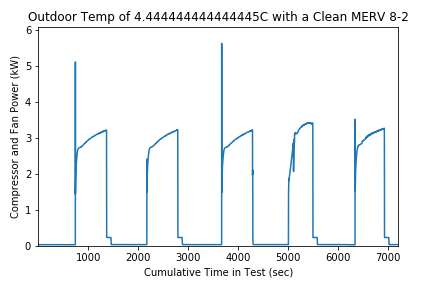 Outdoor Temp of 4.444444444444445C with a Clean MERV 8-2
Compressor and Fan Power (kW)
6
5
4
3
2
1
0
1000 2000 3000 4000 5000 6000 7000
Cumulative Time in Test (sec)